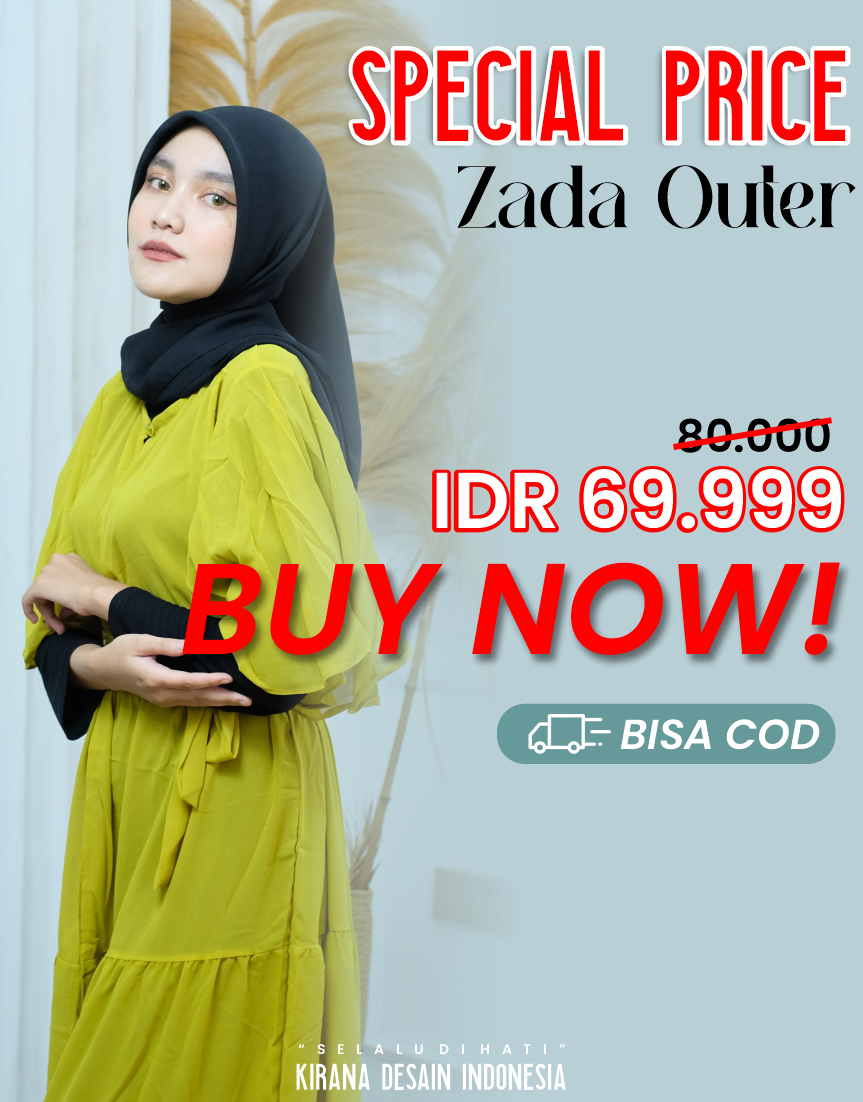 SPECIAL PRICE
Zada Outer
80.000
IDR 69.999
BUY NOW!
BISA COD
“SELALUDIHATI”
KIRANA DESAIN INDONESIA